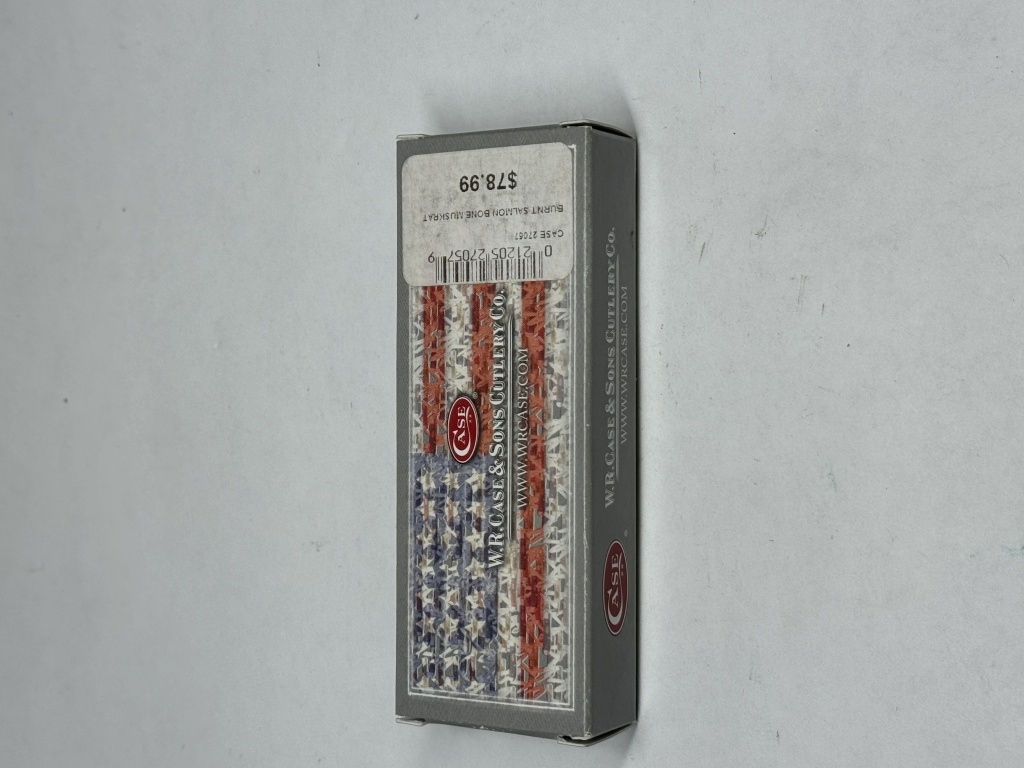 0 21205 27057 9
CASE 27057
BURNT SALMON BONE MUSKRAT
$78.99
CASE
W.R. CASE & SONS CUTLERY CO.
WWW.WRCASE.COM
CASE
W.R. CASE & SONS CUTLERY CO.
WWW.WRCASE.COM